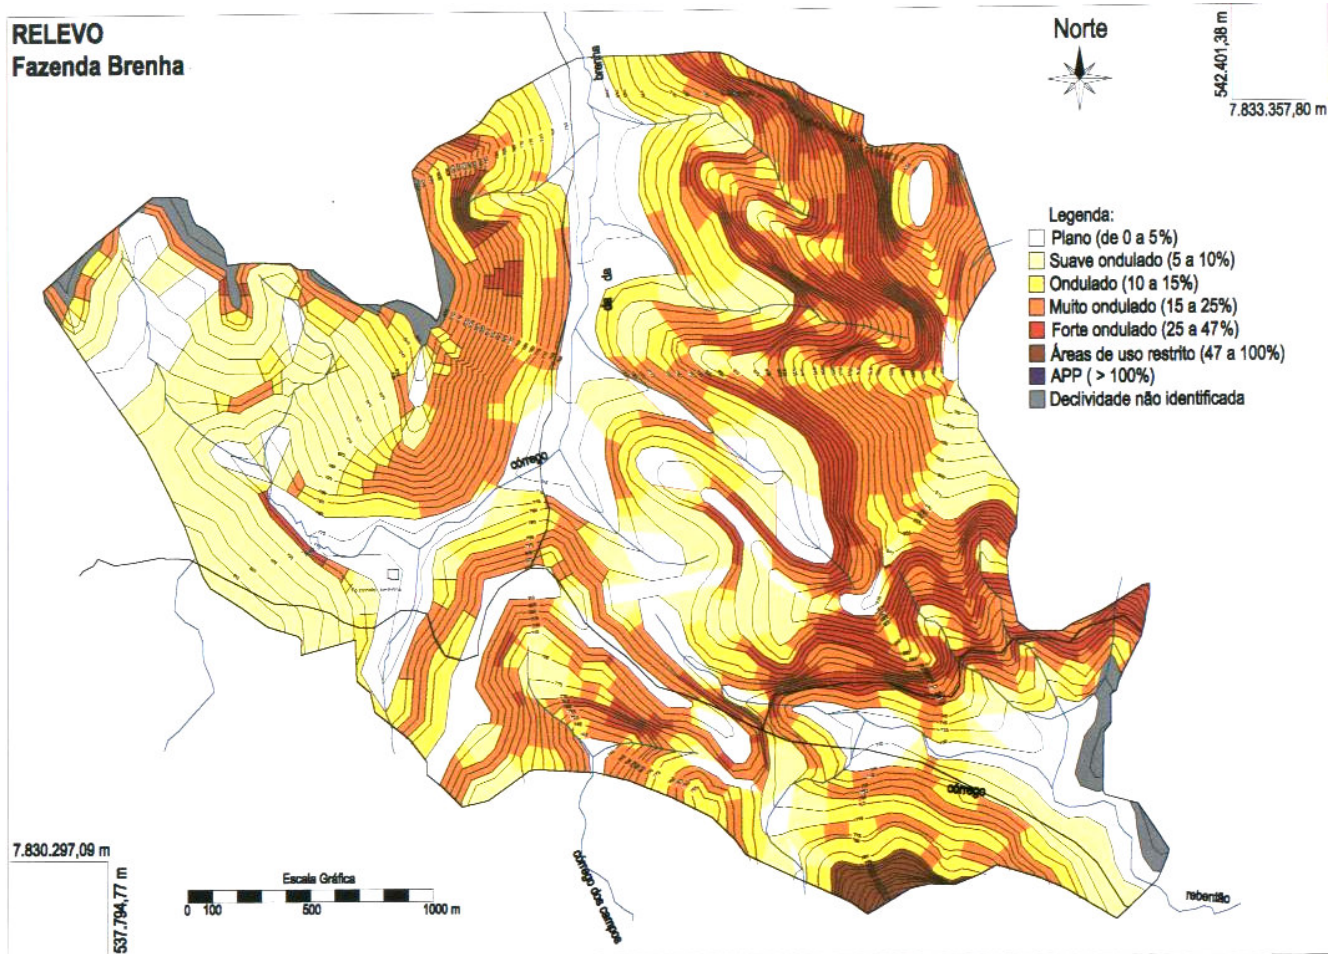 RELEVO
Fazenda Brenha
Norte
542.401,38 m
7.833.357,80 m
brenha
da
Legenda:
Plano (de 0 a 5%)
Suave ondulado (5 a 10%)
Ondulado (10 a 15%)
Muito ondulado (15 a 25%)
Forte ondulado (25 a 47%)
Áreas de uso restrito (47 a 100%)
APP ( > 100%)
Declividade não identificada
córrego
córrego
7.830.297,09 m
537.794,77 m
Escala Gráfica
0 100 500 1000 m
córrego dos campos
rebentão